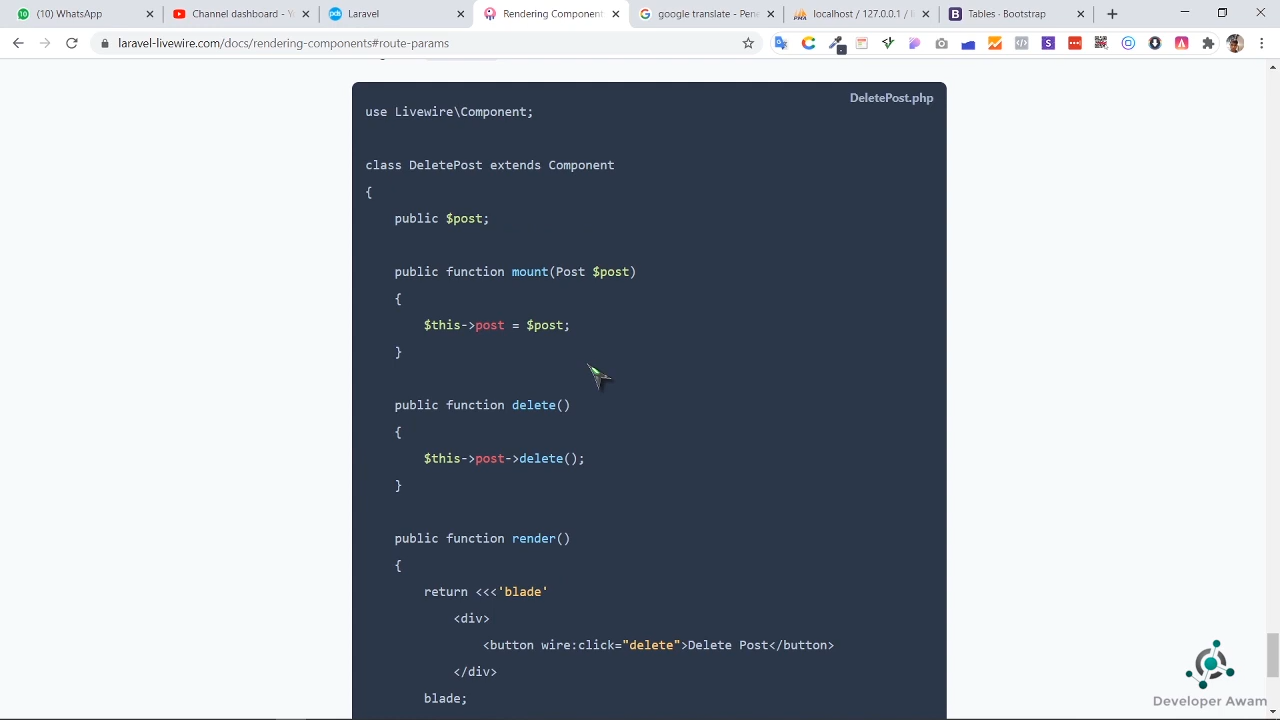 WhatsApp
Channel dashboard - Yo
Laravel
Rendering Component
google translate - Pene
localhost / 127.0.0.1 / l
Tables · Bootstrap
laravel-livewire.com/docs/rendering-components#route-params
DeletePost.php
use Livewire\Component;
class DeletePost extends Component
{
public $post;
public function mount(Post $post)
{
$this->post = $post;
}
public function delete()
{
$this->post->delete();
}
public function render()
{
return <<<'blade'
<div>
<button wire:click="delete">Delete Post</button>
</div>
blade;
Developer Awam